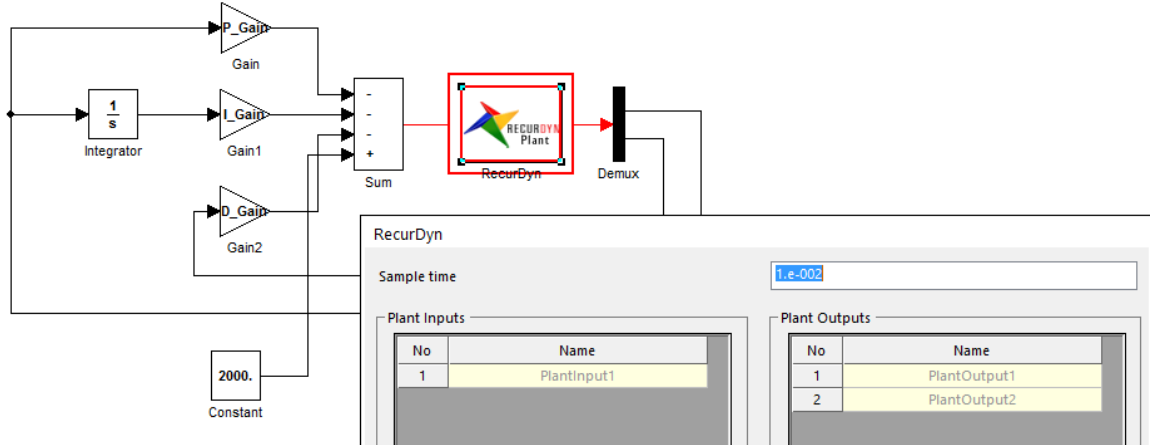 P_Gain
Gain
1
s
Integrator
I_Gain
Gain1
-
-
-
+
Sum
RECURDYN
Plant
RecurDyn
Demux
D_Gain
Gain2
2000.
Constant
RecurDyn
Sample time
1.e-002
Plant Inputs
No Name
1 PlantInput1
Plant Outputs
No Name
1 PlantOutput1
2 PlantOutput2